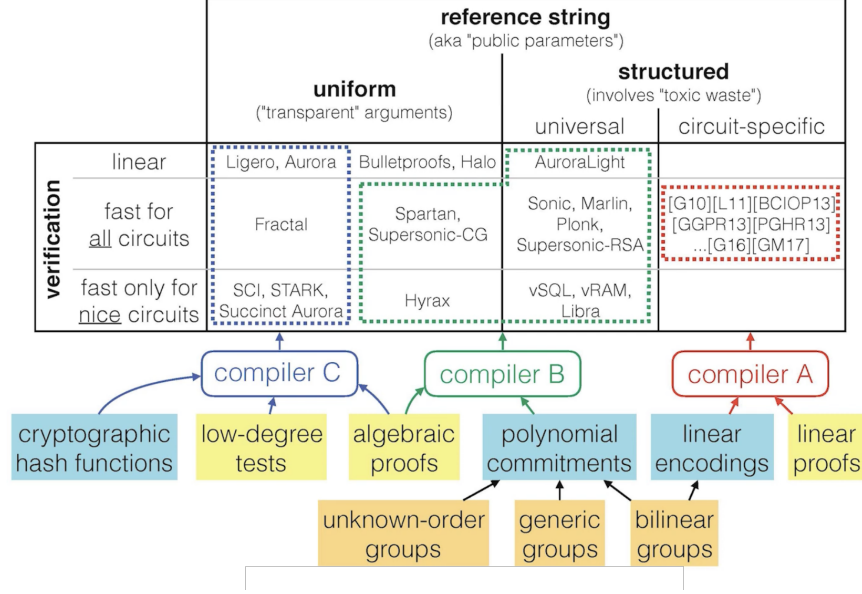 reference string
(aka "public parameters")
uniform
("transparent" arguments)
structured
(involves "toxic waste")
universal
circuit-specific
verification
linear
Ligero, Aurora
Bulletproofs, Halo
AuroraLight
fast for
all circuits
Fractal
Spartan,
Supersonic-CG
Sonic, Marlin,
Plonk,
Supersonic-RSA
[G10][L11][BCIOP13]
[GGPR13][PGHR13]
...[G16][GM17]
fast only for
nice circuits
SCI, STARK,
Succinct Aurora
Hyrax
vSQL, vRAM,
Libra
compiler C
compiler B
compiler A
cryptographic
hash functions
low-degree
tests
algebraic
proofs
polynomial
commitments
linear
encodings
linear
proofs
unknown-order
groups
generic
groups
bilinear
groups